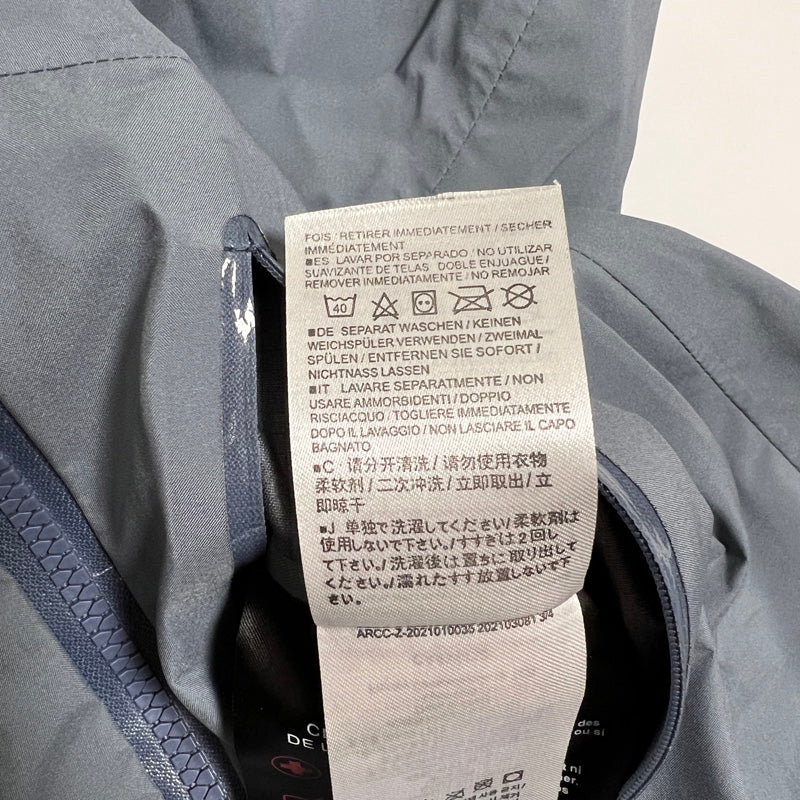 FOIS / RETIRER IMMEDIATEMENT / SECHER
IMMÉDIATEMENT
■ES LAVAR POR SEPARADO / NO UTILIZAR
SUAVIZANTE DE TELAS DOBLE ENJUAGUE/
REMOVER INMEDIATAMENTE / NO REMOJAR
40
■DE SEPARAT WASCHEN / KEINEN
WEICHSPÜLER VERWENDEN / ZWEIMAL
SPÜLEN / ENTFERNEN SIE SOFORT /
NICHTNASS LASSEN
■IT LAVARE SEPARATMENTE / NON
USARE AMMORBIDENTI / DOPPIO
RISCIACQUO / TOGLIERE IMMEDIATAMENTE
DOPO IL LAVAGGIO / NON LASCIARE IL CAPO
BAGNATO
■C 请分开清洗 / 请勿使用衣物
柔软剂 / 二次冲洗 / 立即取出 / 立
即晾干
■J 单独で洗濯してください/柔軟剤は
使用しないで下さい。/すすぎは2回し
て下さい。/洗濯後は直ちに取り出して
ください。/濡れたすす放置しないで下
さい。
ARCC-Z-2021010035 202103081 3/4
DE L
des
ou si